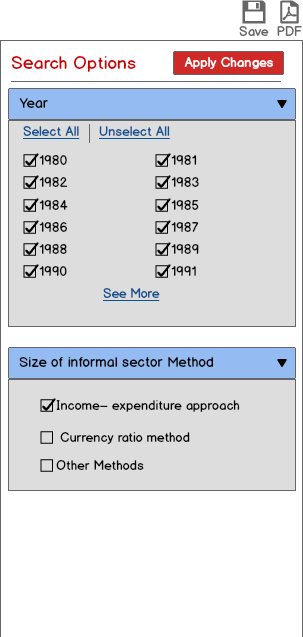 Save PDF
Search Options Apply Changes
Year
Select All Unselect All
1980 1981
1982 1983
1984 1985
1986 1987
1988 1989
1990 1991
See More
Size of informal sector Method
Income- expenditure approach
Currency ratio method
Other Methods